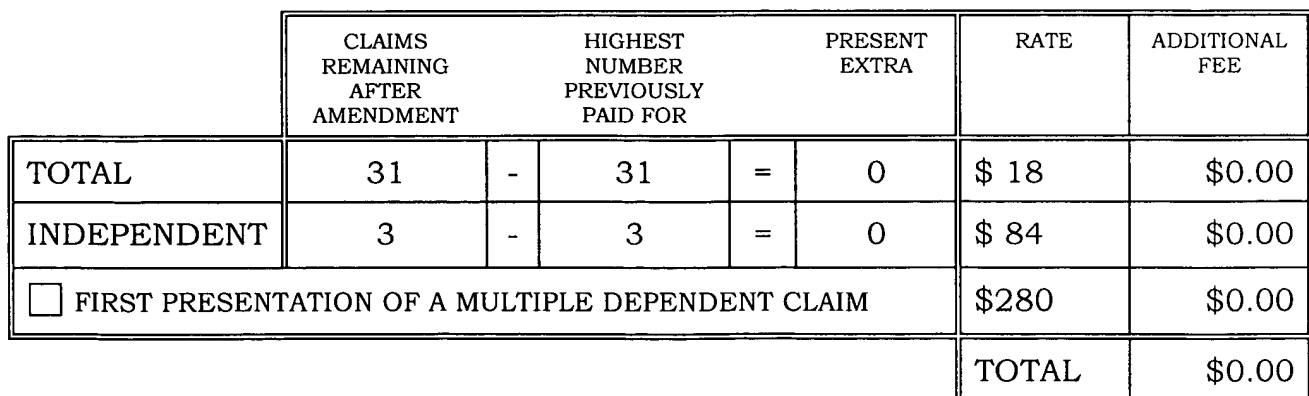 CLAIMS REMAINING AFTER AMENDMENT HIGHEST NUMBER PREVIOUSLY PAID FOR PRESENT EXTRA RATE ADDITIONAL FEE
TOTAL 31 - 31 = 0 $ 18 $0.00
INDEPENDENT 3 - 3 = 0 $ 84 $0.00
FIRST PRESENTATION OF A MULTIPLE DEPENDENT CLAIM $280 $0.00
TOTAL $0.00